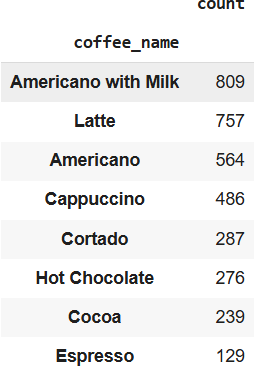 count
coffee_name
Americano with Milk 809
Latte 757
Americano 564
Cappuccino 486
Cortado 287
Hot Chocolate 276
Cocoa 239
Espresso 129